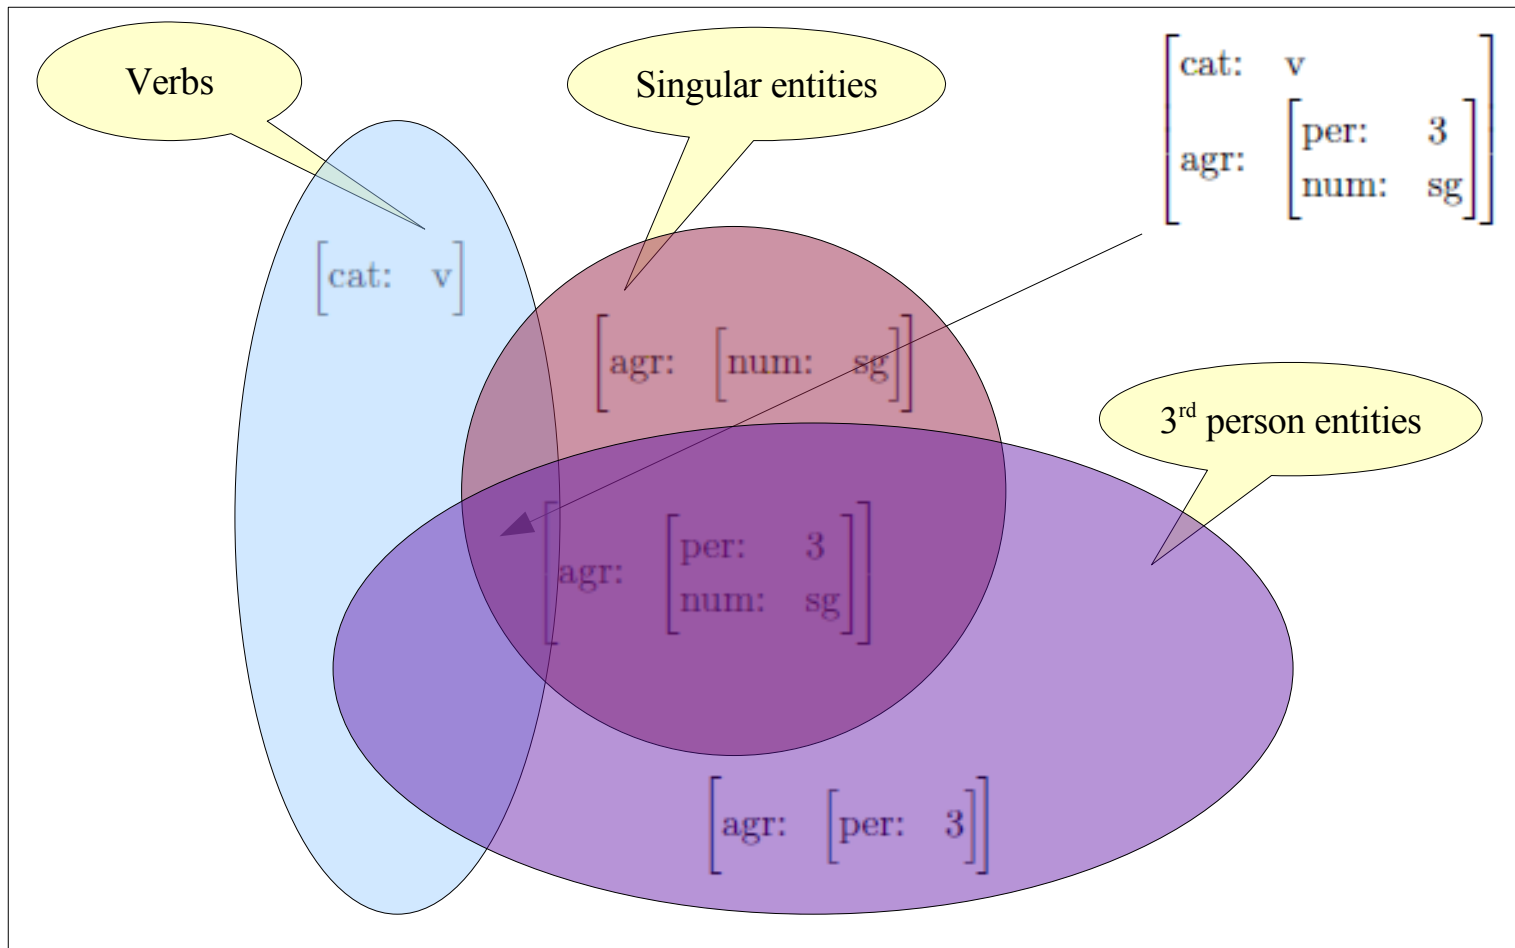 Verbs
Singular entities
cat: v
agr: per: 3
num: sg
[cat: v]
[agr: [num: sg]]
3rd person entities
agr: per: 3
num: sg
[agr: [per: 3]]